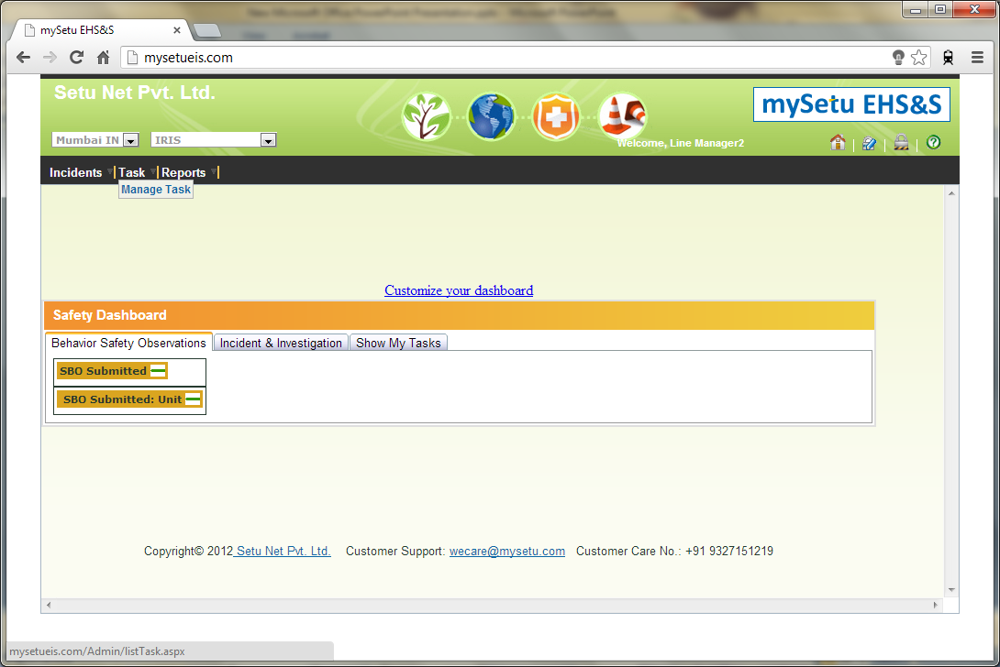 mySetu EHS&S
mysetueis.com
Setu Net Pvt. Ltd.
mySetu EHS&S
Mumbai IN
IRIS
Welcome, Line Manager2
Incidents Task Reports
Manage Task
Customize your dashboard
Safety Dashboard
Behavior Safety Observations Incident & Investigation Show My Tasks
SBO Submitted
SBO Submitted: Unit
Copyright© 2012 Setu Net Pvt. Ltd. Customer Support: wecare@mysetu.com Customer Care No.: +91 9327151219
mysetueis.com/Admin/listTask.aspx